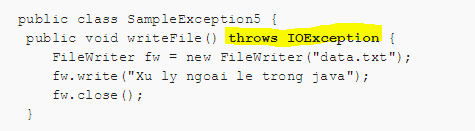 public class SampleException5 {
public void writeFile() throws IOException {
FileWriter fw = new FileWriter("data.txt");
fw.write("Xu ly ngoai le trong java");
fw.close();
}